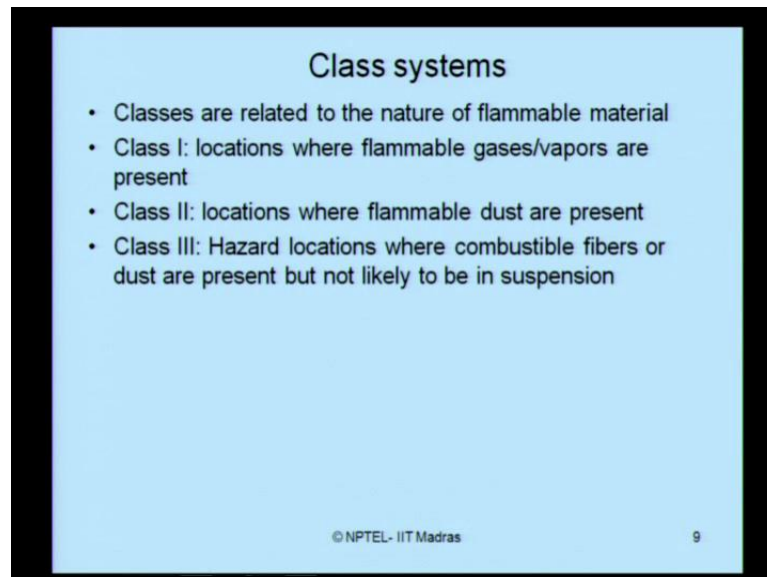 Class systems
• Classes are related to the nature of flammable material
• Class I: locations where flammable gases/vapors are
present
• Class II: locations where flammable dust are present
• Class III: Hazard locations where combustible fibers or
dust are present but not likely to be in suspension
© NPTEL- IIT Madras
9